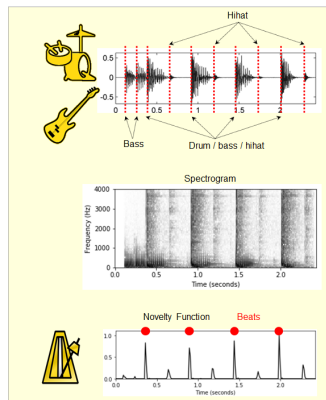 Hihat
0.5
0
-0.5
0 0.5 1 1.5 2
Bass Drum / bass / hihat
Spectrogram
Frequency (Hz)
4000
3000
2000
1000
0
0.0 0.5 1.0 1.5 2.0
Time (seconds)
Novelty Function Beats
1.0
0.5
0.0
0.0 0.5 1.0 1.5 2.0
Time (seconds)